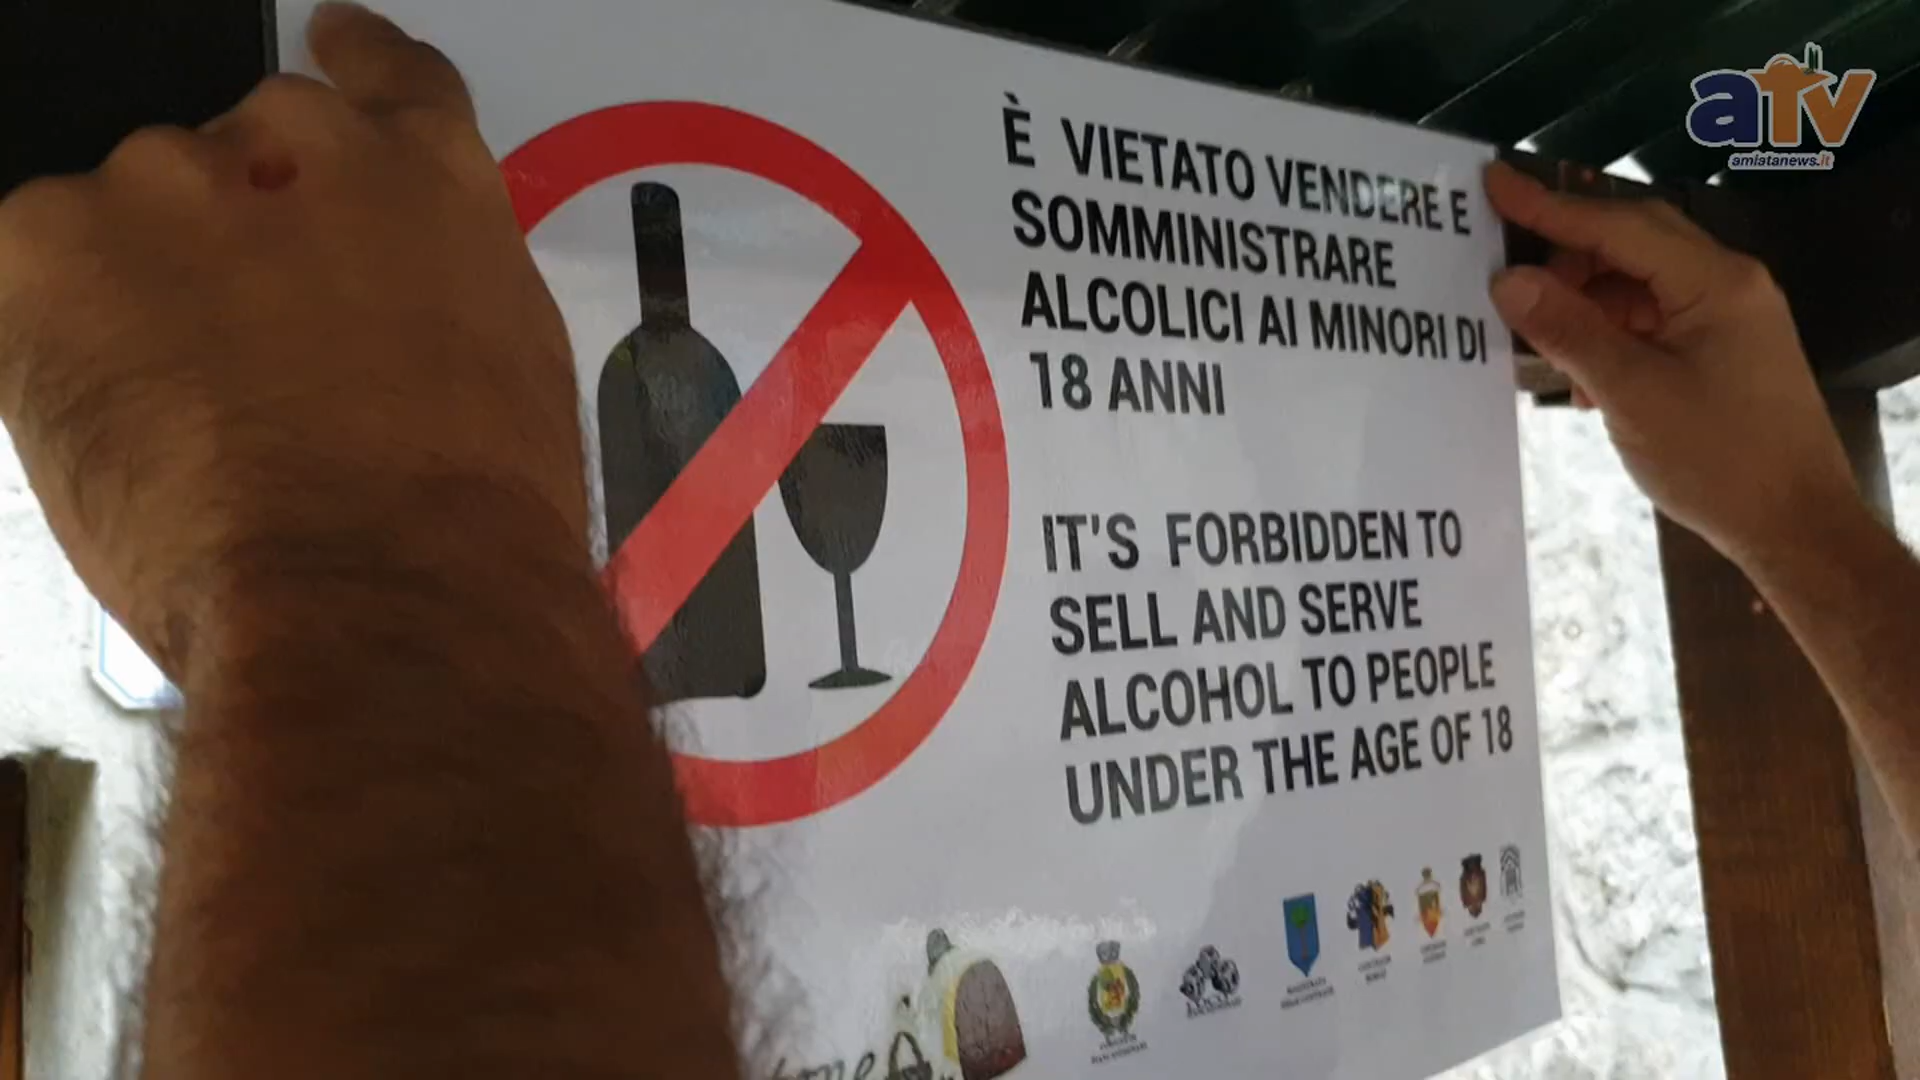 aTv
amiatanews.it
È VIETATO VENDERE E
SOMMINISTRARE
ALCOLICI AI MINORI DI
18 ANNI
IT'S FORBIDDEN TO
SELL AND SERVE
ALCOHOL TO PEOPLE
UNDER THE AGE OF 18